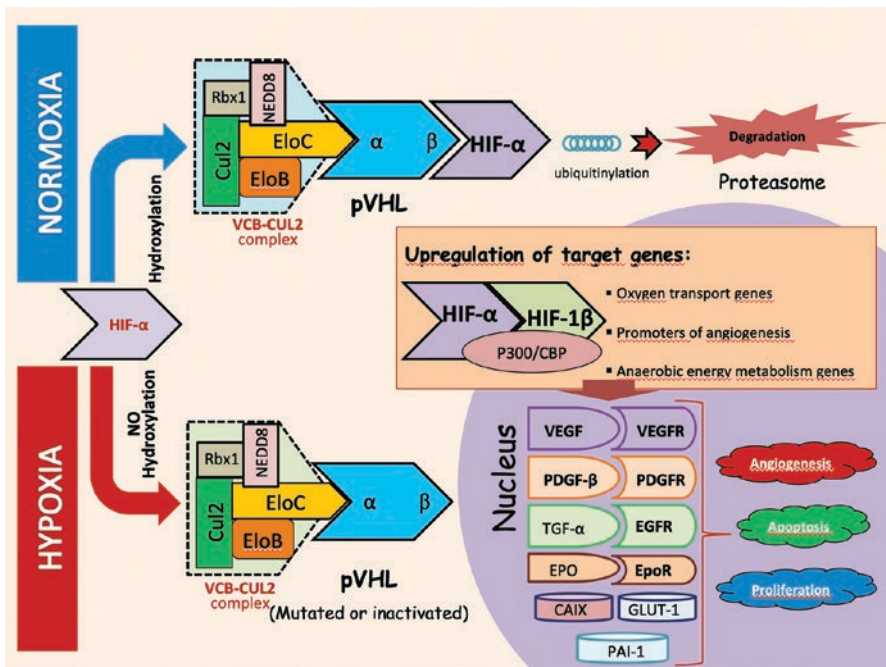 NORMOXIA
Hydroxylation
Rbx1
NEDD8
Cul2
EloC
EloB
VCB-CUL2
complex
α
β
pVHL
HIF-α
ubiquitinylation
Degradation
Proteasome
HIF-α
HYPOXIA
NO
Hydroxylation
Rbx1
NEDD8
Cul2
EloC
EloB
VCB-CUL2
complex
α
β
pVHL
(Mutated or inactivated)
Upregulation of target genes:
HIF-α
HIF-1β
P300/CBP
▪ Oxygen transport genes
▪ Promoters of angiogenesis
▪ Anaerobic energy metabolism genes
Nucleus
VEGF VEGFR
PDGF-β PDGFR
TGF-α EGFR
EPO EpoR
CAIX GLUT-1
PAI-1
Angiogenesis
Apoptosis
Proliferation